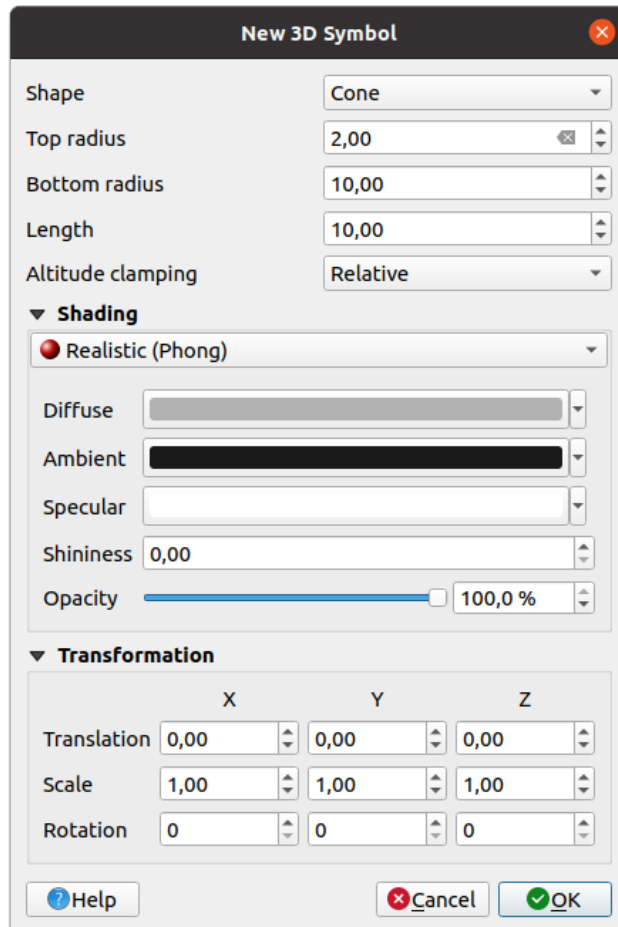 New 3D Symbol
Shape Cone
Top radius 2,00
Bottom radius 10,00
Length 10,00
Altitude clamping Relative
Shading
Realistic (Phong)
Diffuse
Ambient
Specular
Shininess 0,00
Opacity 100,0 %
Transformation
X Y Z
Translation 0,00 0,00 0,00
Scale 1,00 1,00 1,00
Rotation 0 0 0
Help Cancel OK